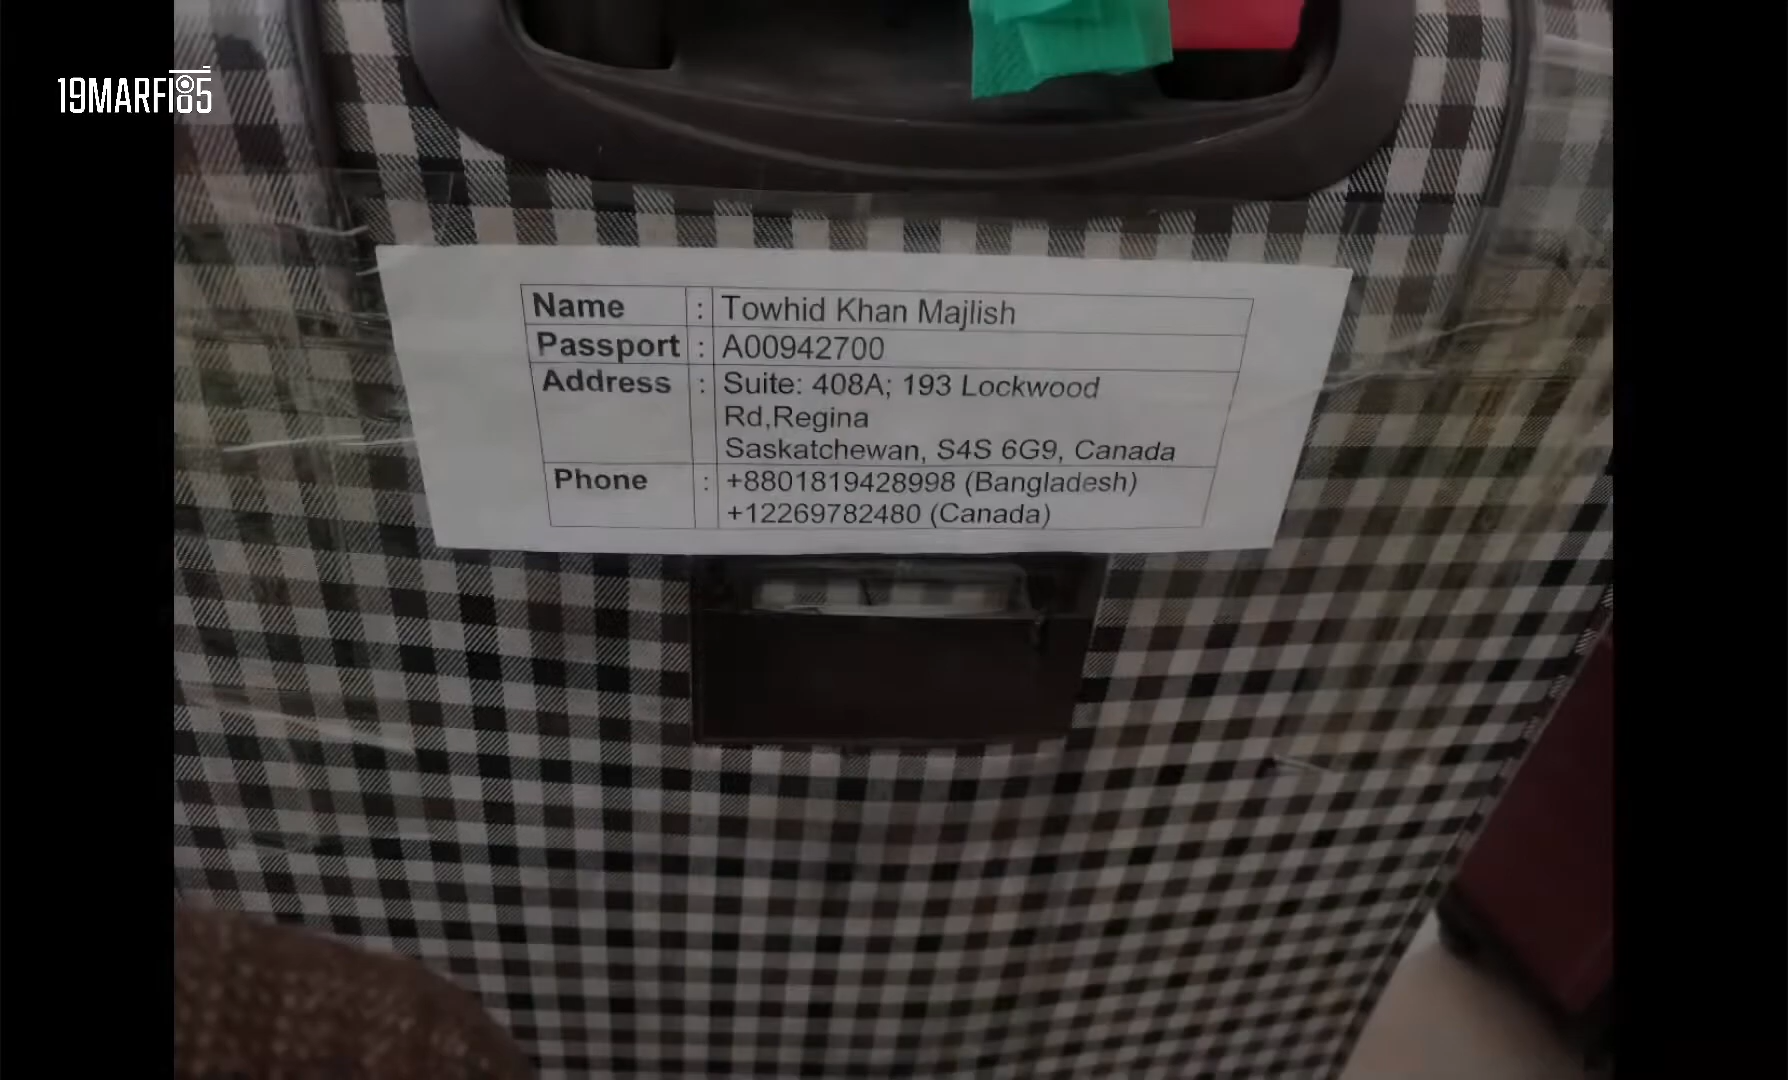 19MARFI85
Name : Towhid Khan Majlish
Passport : A00942700
Address : Suite: 408A; 193 Lockwood
Rd,Regina
Saskatchewan, S4S 6G9, Canada
Phone : +8801819428998 (Bangladesh)
+12269782480 (Canada)